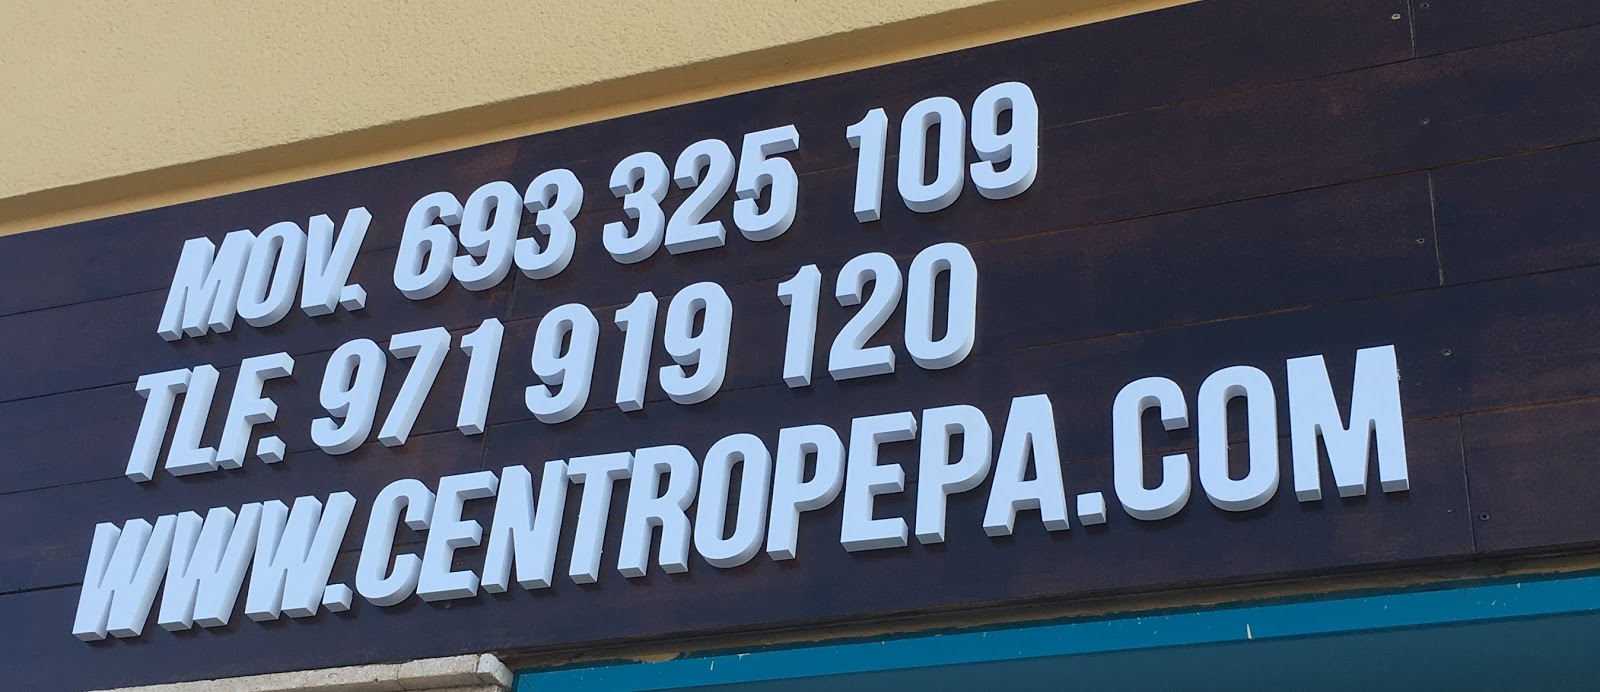 MOV. 693 325 109
TLF. 971 919 120
WWW.CENTROPEPA.COM